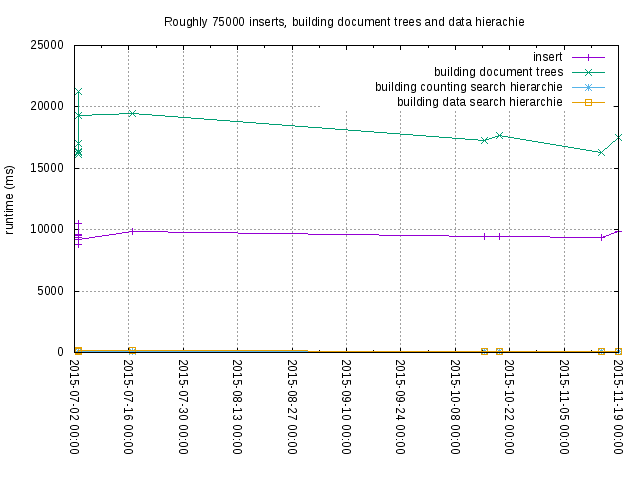 Roughly 75000 inserts, building document trees and data hierachie
25000
20000
15000
10000
5000
0
runtime (ms)
insert
building document trees
building counting search hierarchie
building data search hierarchie
2015-07-02 00:00
2015-07-16 00:00
2015-07-30 00:00
2015-08-13 00:00
2015-08-27 00:00
2015-09-10 00:00
2015-09-24 00:00
2015-10-08 00:00
2015-10-22 00:00
2015-11-05 00:00
2015-11-19 00:00